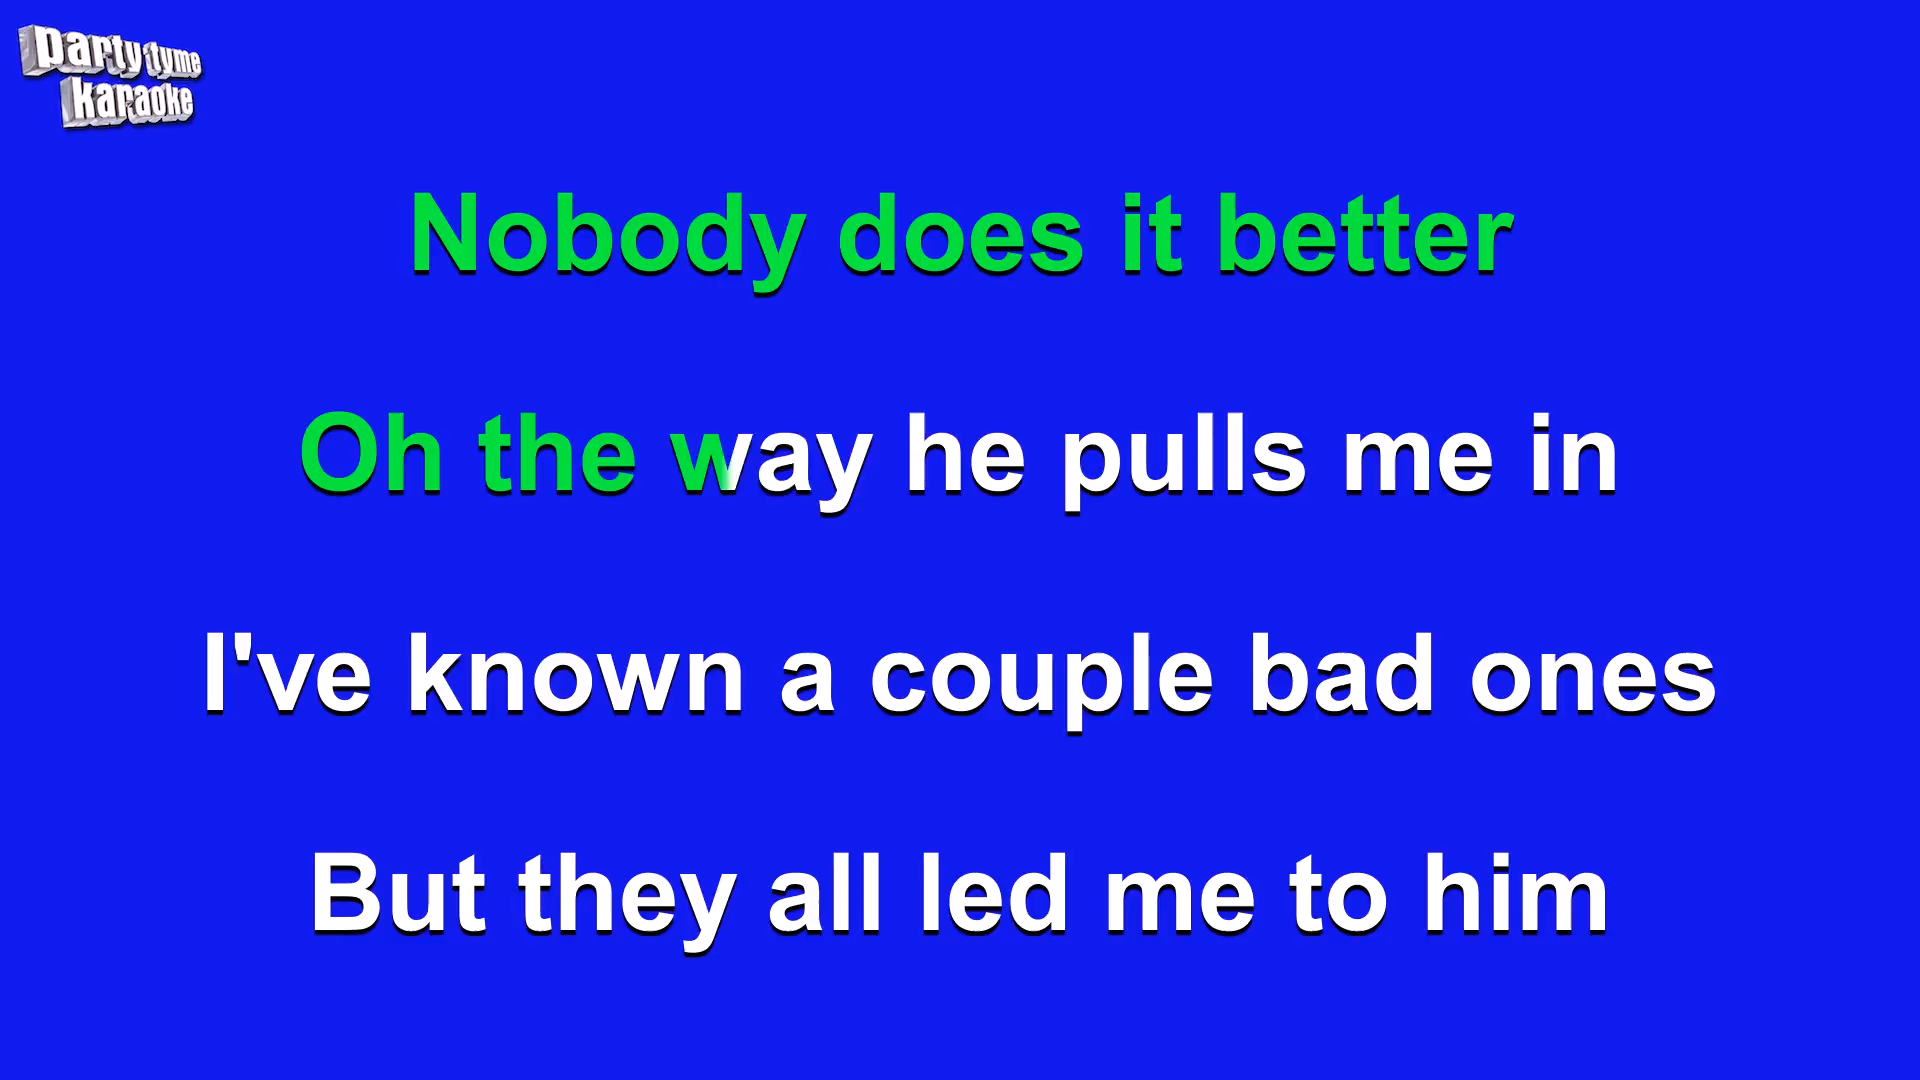 party tyme
karaoke
Nobody does it better
Oh the way he pulls me in
I've known a couple bad ones
But they all led me to him